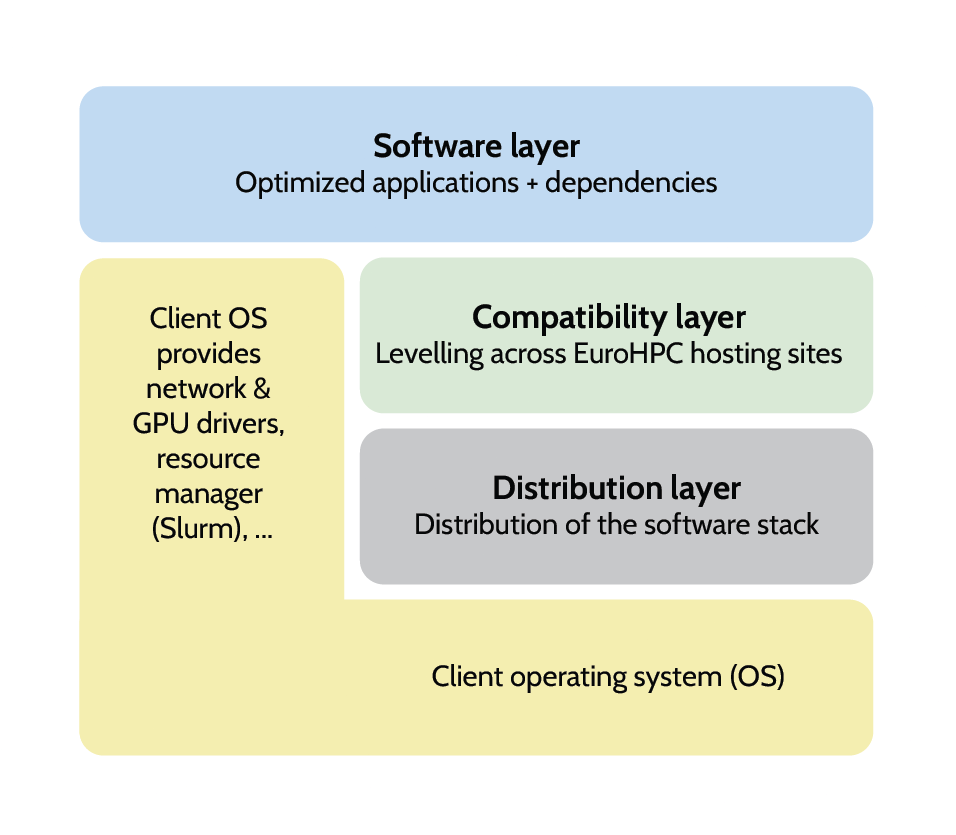 Software layer
Optimized applications + dependencies
Client OS
provides
network &
GPU drivers,
resource
manager
(Slurm), ...
Compatibility layer
Levelling across EuroHPC hosting sites
Distribution layer
Distribution of the software stack
Client operating system (OS)